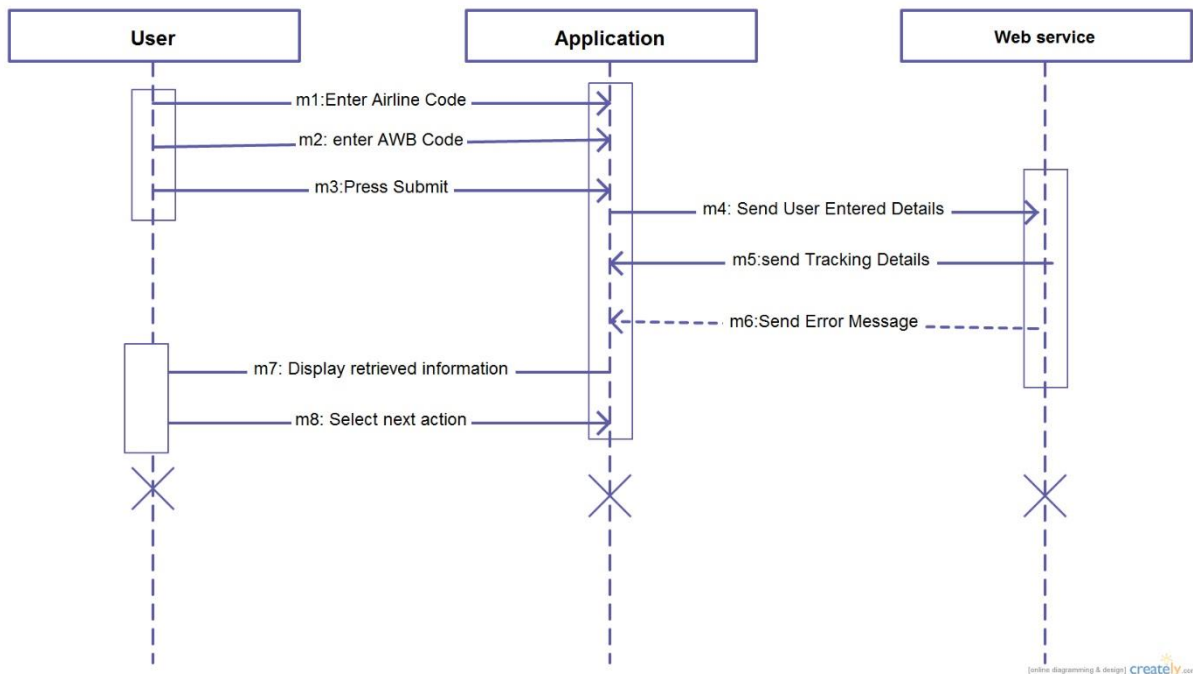 User
Application
Web service
m1:Enter Airline Code
m2: enter AWB Code
m3:Press Submit
m4: Send User Entered Details
m5:send Tracking Details
m6:Send Error Message
m7: Display retrieved information
m8: Select next action
[online diagramming & design] creately.com